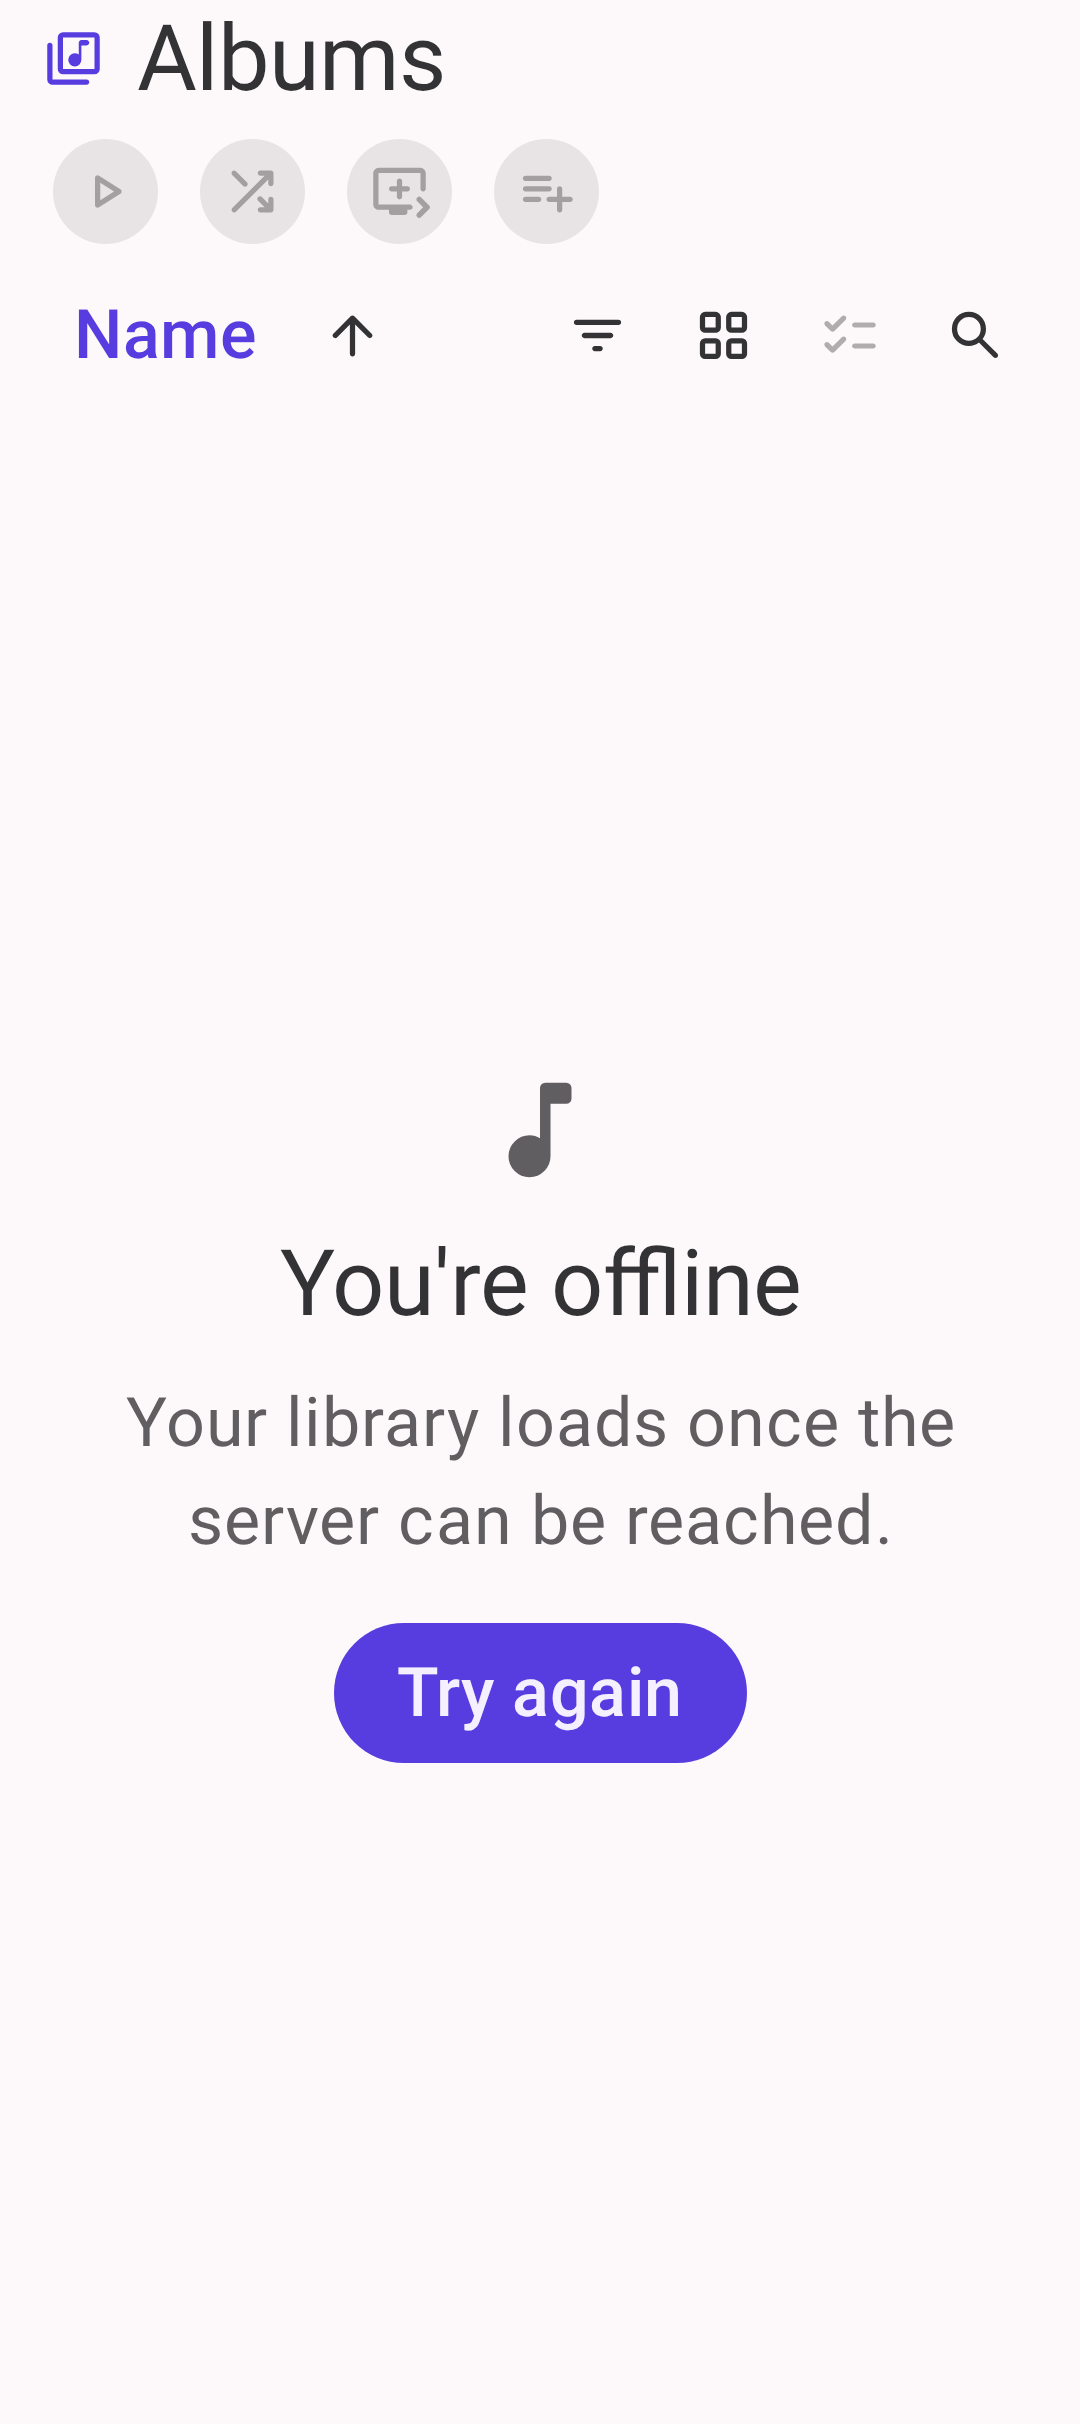 Albums
Name
You're offline
Your library loads once the
server can be reached.
Try again